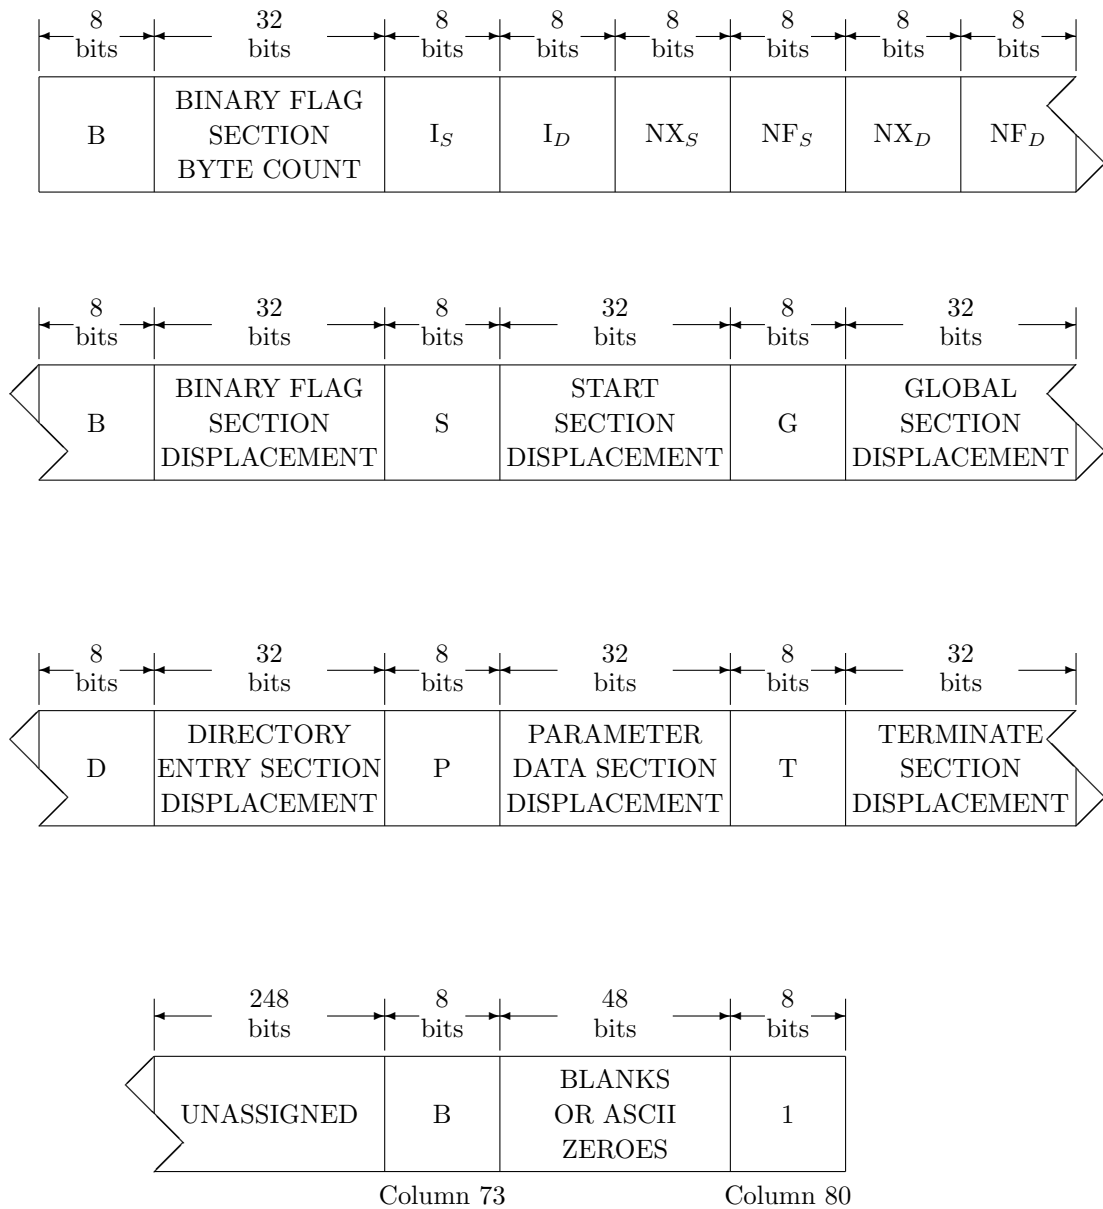 8 32 8 8 8 8 8 8
bits bits bits bits bits bits bits bits
B
BINARY FLAG
SECTION
BYTE COUNT
I_S
I_D
NX_S
NF_S
NX_D
NF_D
8 32 8 32 8 32
bits bits bits bits bits bits
B
BINARY FLAG
SECTION
DISPLACEMENT
S
START
SECTION
DISPLACEMENT
G
GLOBAL
SECTION
DISPLACEMENT
8 32 8 32 8 32
bits bits bits bits bits bits
D
DIRECTORY
ENTRY SECTION
DISPLACEMENT
P
PARAMETER
DATA SECTION
DISPLACEMENT
T
TERMINATE
SECTION
DISPLACEMENT
248 8 48 8
bits bits bits bits
UNASSIGNED
B
BLANKS
OR ASCII
ZEROES
1
Column 73 Column 80